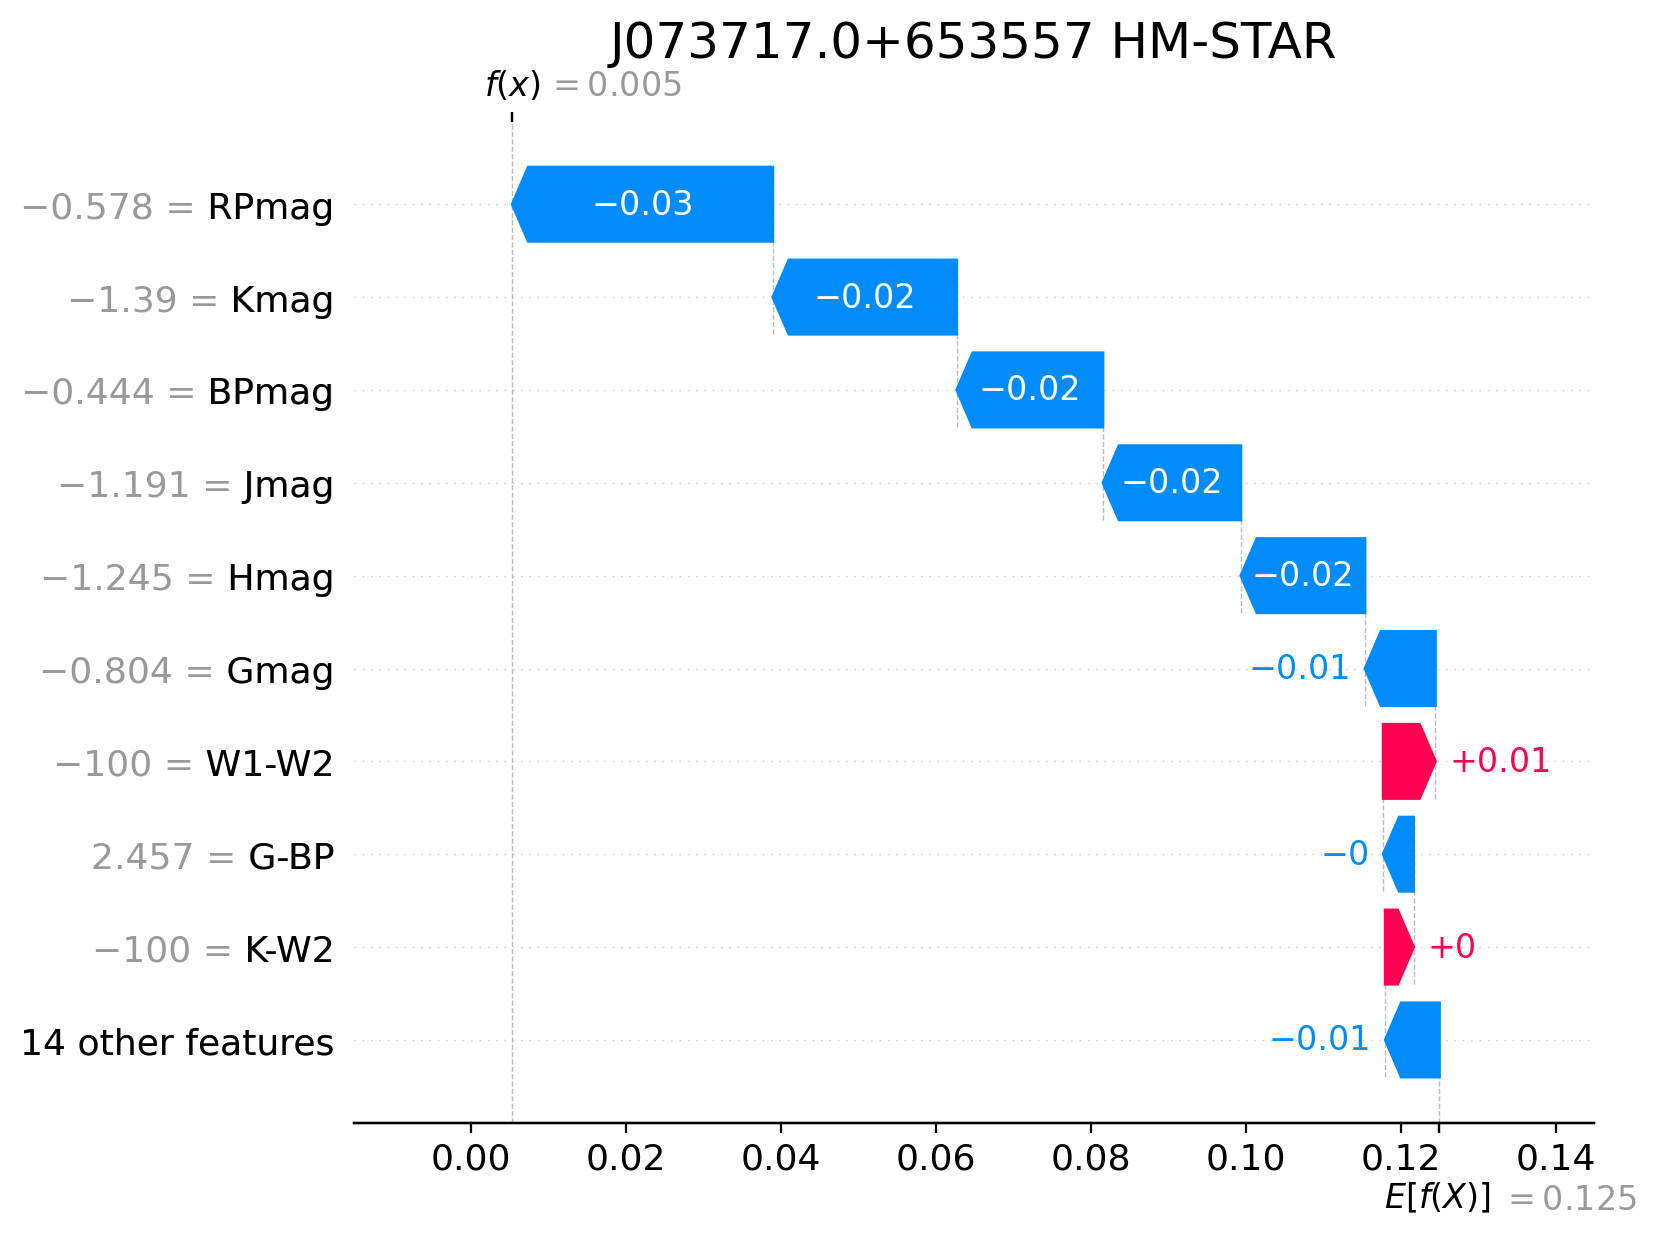 J073717.0+653557 HM-STAR
f(x) = 0.005
−0.578 = RPmag −0.03
−1.39 = Kmag −0.02
−0.444 = BPmag −0.02
−1.191 = Jmag −0.02
−1.245 = Hmag −0.02
−0.804 = Gmag −0.01
−100 = W1-W2 +0.01
2.457 = G-BP −0
−100 = K-W2 +0
14 other features −0.01
0.00 0.02 0.04 0.06 0.08 0.10 0.12 0.14
E[f(X)] = 0.125